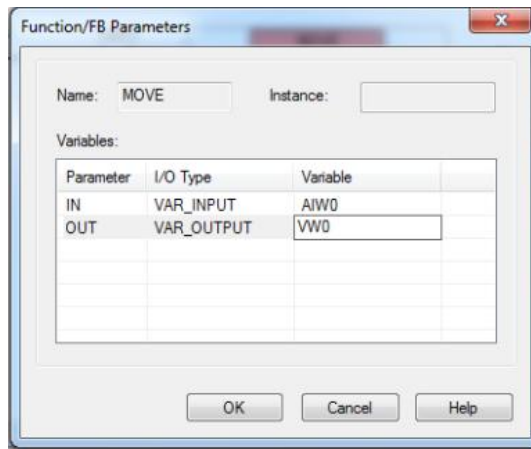 Function/FB Parameters
Name: MOVE Instance:
Variables:
Parameter I/O Type Variable
IN VAR_INPUT AIW0
OUT VAR_OUTPUT VW0
OK Cancel Help